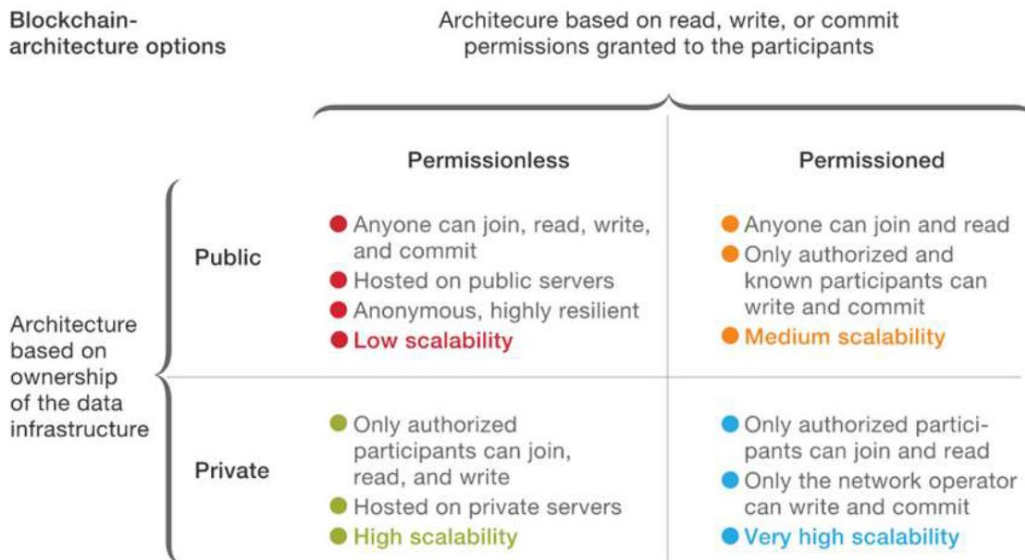 Blockchain-
architecture options
Architecure based on read, write, or commit
permissions granted to the participants
Permissionless
Permissioned
Architecture
based on
ownership
of the data
infrastructure
Public
Anyone can join, read, write,
and commit
Hosted on public servers
Anonymous, highly resilient
Low scalability
Anyone can join and read
Only authorized and
known participants can
write and commit
Medium scalability
Private
Only authorized
participants can join,
read, and write
Hosted on private servers
High scalability
Only authorized partici-
pants can join and read
Only the network operator
can write and commit
Very high scalability